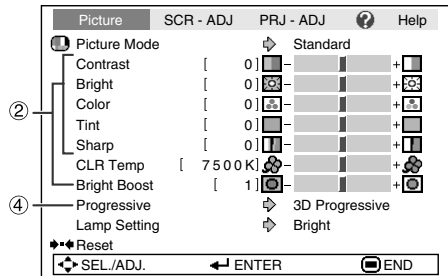 Picture SCR - ADJ PRJ - ADJ ? Help
Picture Mode Standard
Contrast [ 0] - +
② Bright [ 0] - +
Color [ 0] - +
Tint [ 0] - +
Sharp [ 0] - +
CLR Temp [ 7500K] - +
Bright Boost [ 1] - +
④ Progressive 3D Progressive
Lamp Setting Bright
Reset
SEL./ADJ. ENTER END